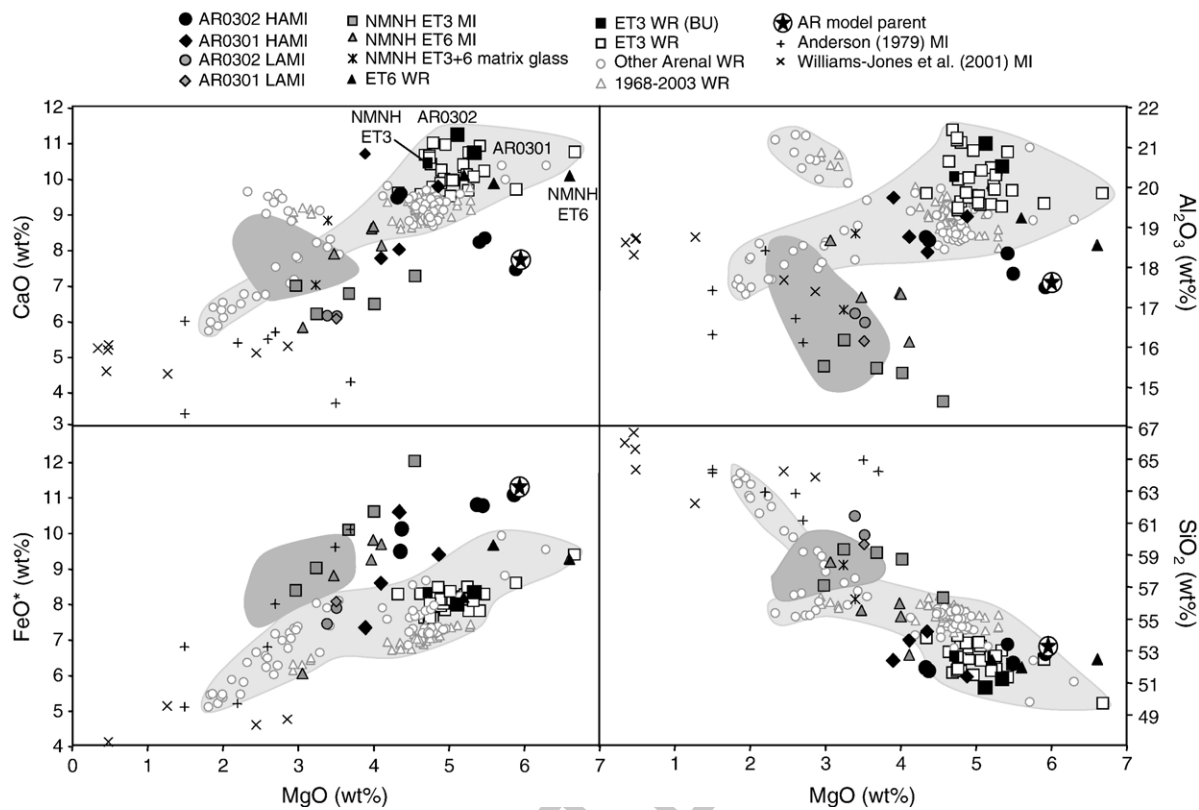 AR0302 HAMI
AR0301 HAMI
AR0302 LAMI
AR0301 LAMI
NMNH ET3 MI
NMNH ET6 MI
NMNH ET3+6 matrix glass
ET6 WR
ET3 WR (BU)
ET3 WR
Other Arenal WR
1968-2003 WR
AR model parent
Anderson (1979) MI
Williams-Jones et al. (2001) MI
12
11
10
9
8
7
6
5
4
3
CaO (wt%)
NMNH
ET3
AR0302
AR0301
NMNH
ET6
22
21
20
19
18
17
16
15
Al₂O₃ (wt%)
12
11
10
9
8
7
6
5
4
FeO* (wt%)
67
65
63
61
59
57
55
53
51
49
SiO₂ (wt%)
0 1 2 3 4 5 6 7
MgO (wt%)
1 2 3 4 5 6 7
MgO (wt%)